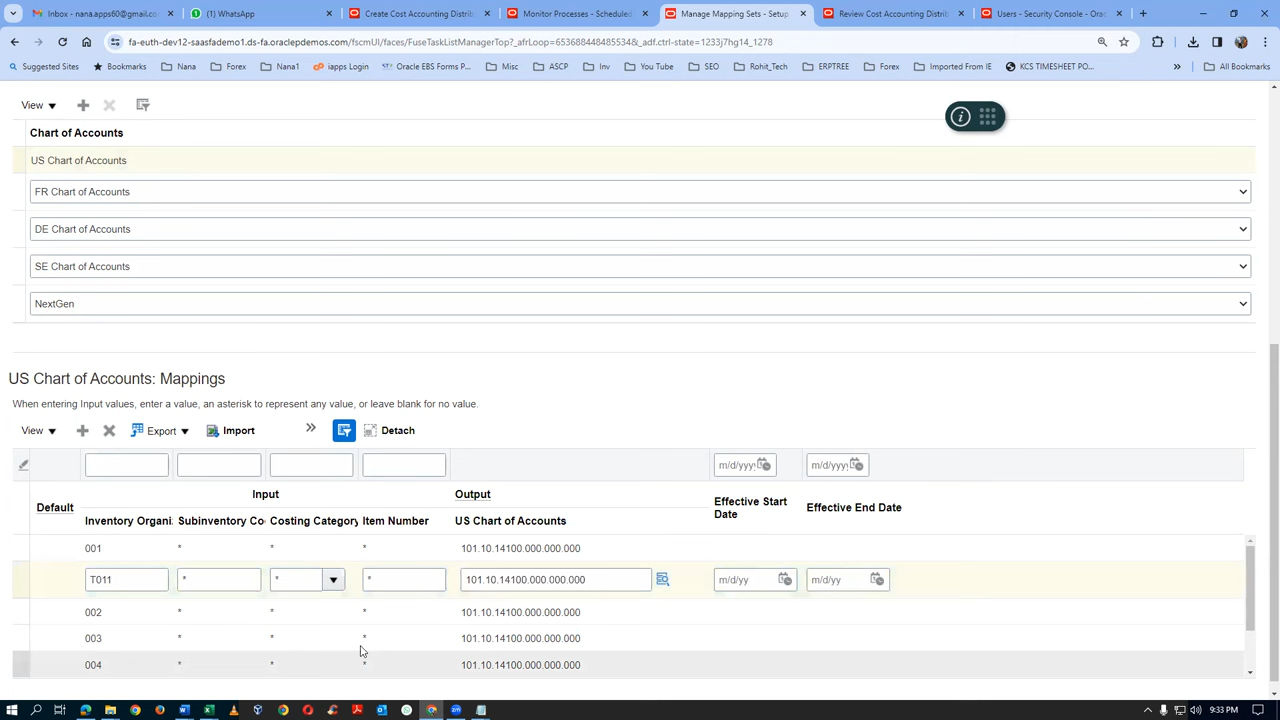 Inbox - nana.apps60@gmail.co
(1) WhatsApp
Create Cost Accounting Distrib
Monitor Processes - Scheduled
Manage Mapping Sets - Setup
Review Cost Accounting Distrib
Users - Security Console - Orac
fa-euth-dev12-saasfademo1.ds-fa.oraclepdemos.com/fscmUI/faces/FuseTaskListManagerTop?_afrLoop=6536884485534&_adf.ctrl-state=1233j7hg14_1278
Suggested Sites
Bookmarks
Nana
Forex
Nana1
iapps Login
Oracle EBS Forms P...
Misc
ASCP
Inv
You Tube
SEO
Rohit_Tech
ERPTREE
Forex
Imported From IE
KCS TIMESHEET PO...
»
All Bookmarks
View
Chart of Accounts
US Chart of Accounts
FR Chart of Accounts
DE Chart of Accounts
SE Chart of Accounts
NextGen
US Chart of Accounts: Mappings
When entering Input values, enter a value, an asterisk to represent any value, or leave blank for no value.
View
Export
Import
»
Detach
m/d/yyy
m/d/yyy
Default
Input
Output
Effective Start Date
Effective End Date
Inventory Organi
Subinventory Co
Costing Category
Item Number
US Chart of Accounts
001 * * * 101.10.14100.000.000.000
T011 * * * 101.10.14100.000.000.000 m/d/yy m/d/yy
002 * * * 101.10.14100.000.000.000
003 * * * 101.10.14100.000.000.000
004 * * * 101.10.14100.000.000.000
9:33 PM